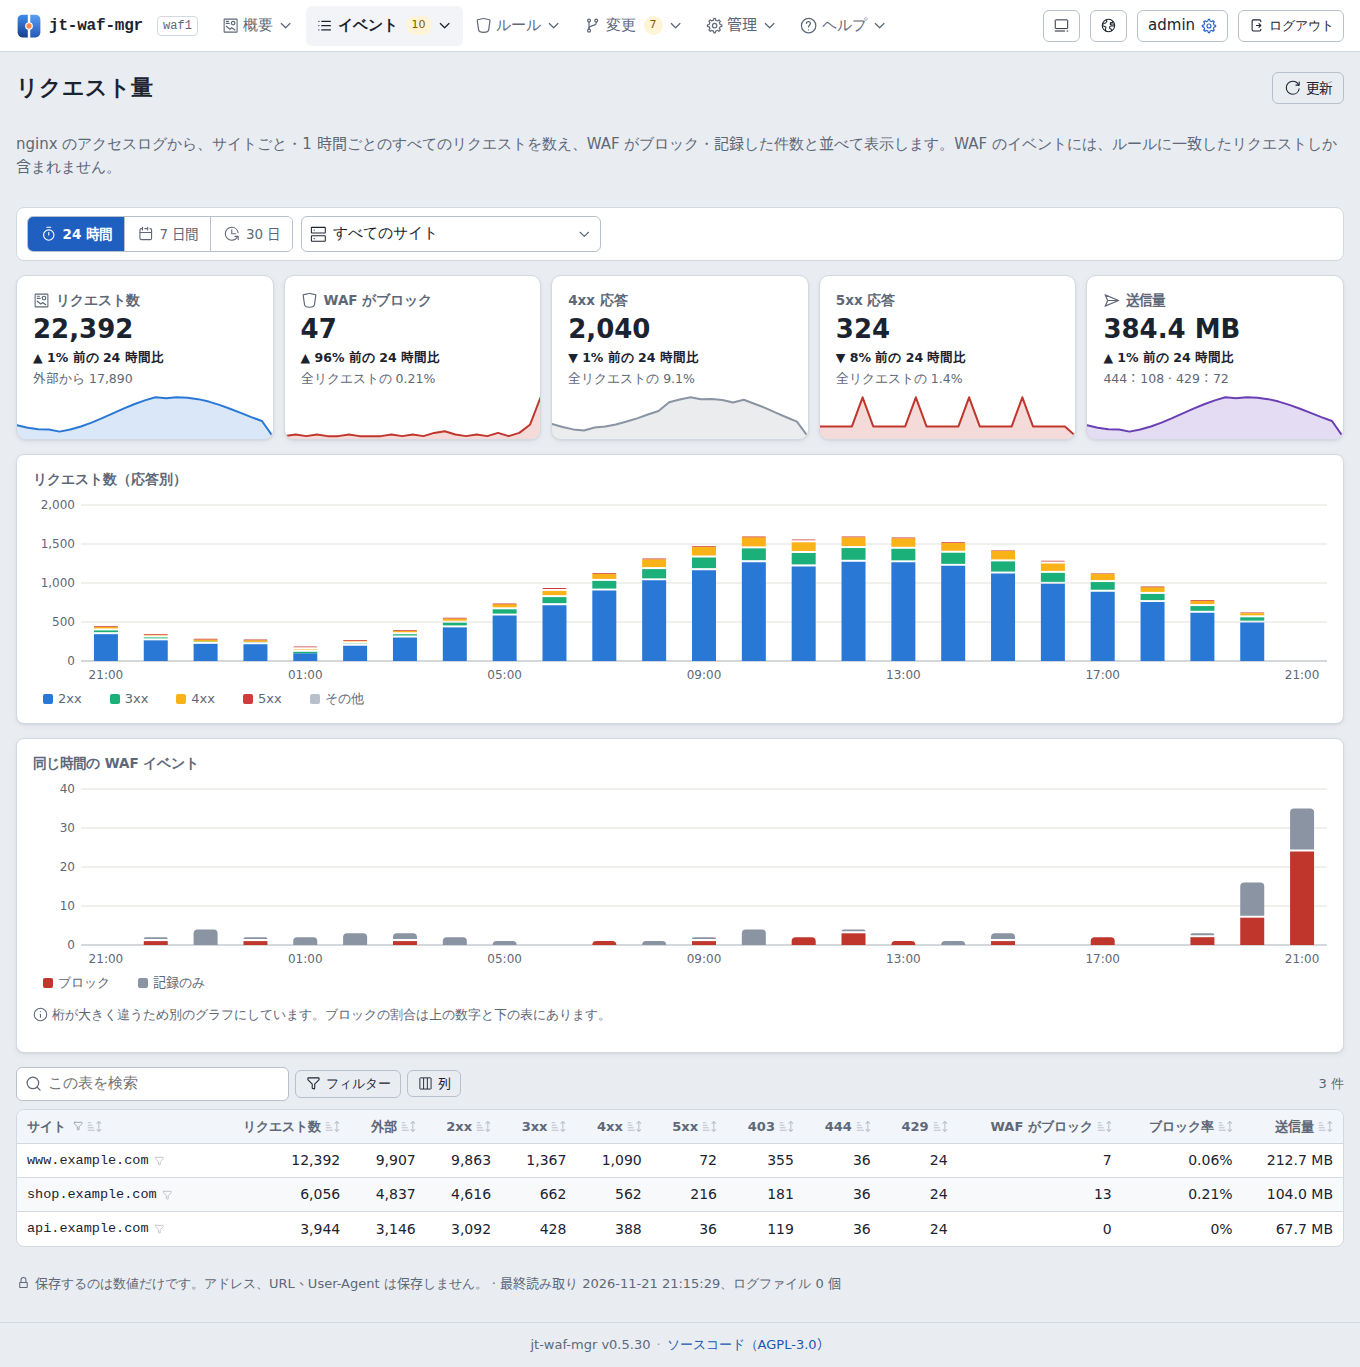 jt-waf-mgr waf1 概要 イベント 10 ルール 変更 7 管理 ヘルプ admin ログアウト
リクエスト量
更新
nginx のアクセスログから、サイトごと・1 時間ごとのすべてのリクエストを数え、WAF がブロック・記録した件数と並べて表示します。WAF のイベントには、ルールに一致したリクエストしか
含まれません。
24 時間 7 日間 30 日 すべてのサイト
リクエスト数
22,392
▲ 1% 前の 24 時間比
外部から 17,890
WAF がブロック
47
▲ 96% 前の 24 時間比
全リクエストの 0.21%
4xx 応答
2,040
▼ 1% 前の 24 時間比
全リクエストの 9.1%
5xx 応答
324
▼ 8% 前の 24 時間比
全リクエストの 1.4%
送信量
384.4 MB
▲ 1% 前の 24 時間比
444：108 · 429：72
リクエスト数（応答別）
2,000
1,500
1,000
500
0
21:00 01:00 05:00 09:00 13:00 17:00 21:00
2xx 3xx 4xx 5xx その他
同じ時間の WAF イベント
40
30
20
10
0
21:00 01:00 05:00 09:00 13:00 17:00 21:00
ブロック 記録のみ
桁が大きく違うため別のグラフにしています。ブロックの割合は上の数字と下の表にあります。
この表を検索 フィルター 列 3 件
サイト リクエスト数 外部 2xx 3xx 4xx 5xx 403 444 429 WAF がブロック ブロック率 送信量
www.example.com 12,392 9,907 9,863 1,367 1,090 72 355 36 24 7 0.06% 212.7 MB
shop.example.com 6,056 4,837 4,616 662 562 216 181 36 24 13 0.21% 104.0 MB
api.example.com 3,944 3,146 3,092 428 388 36 119 36 24 0 0% 67.7 MB
保存するのは数値だけです。アドレス、URL、User-Agent は保存しません。 · 最終読み取り 2026-11-21 21:15:29、ログファイル 0 個
jt-waf-mgr v0.5.30 · ソースコード（AGPL-3.0）